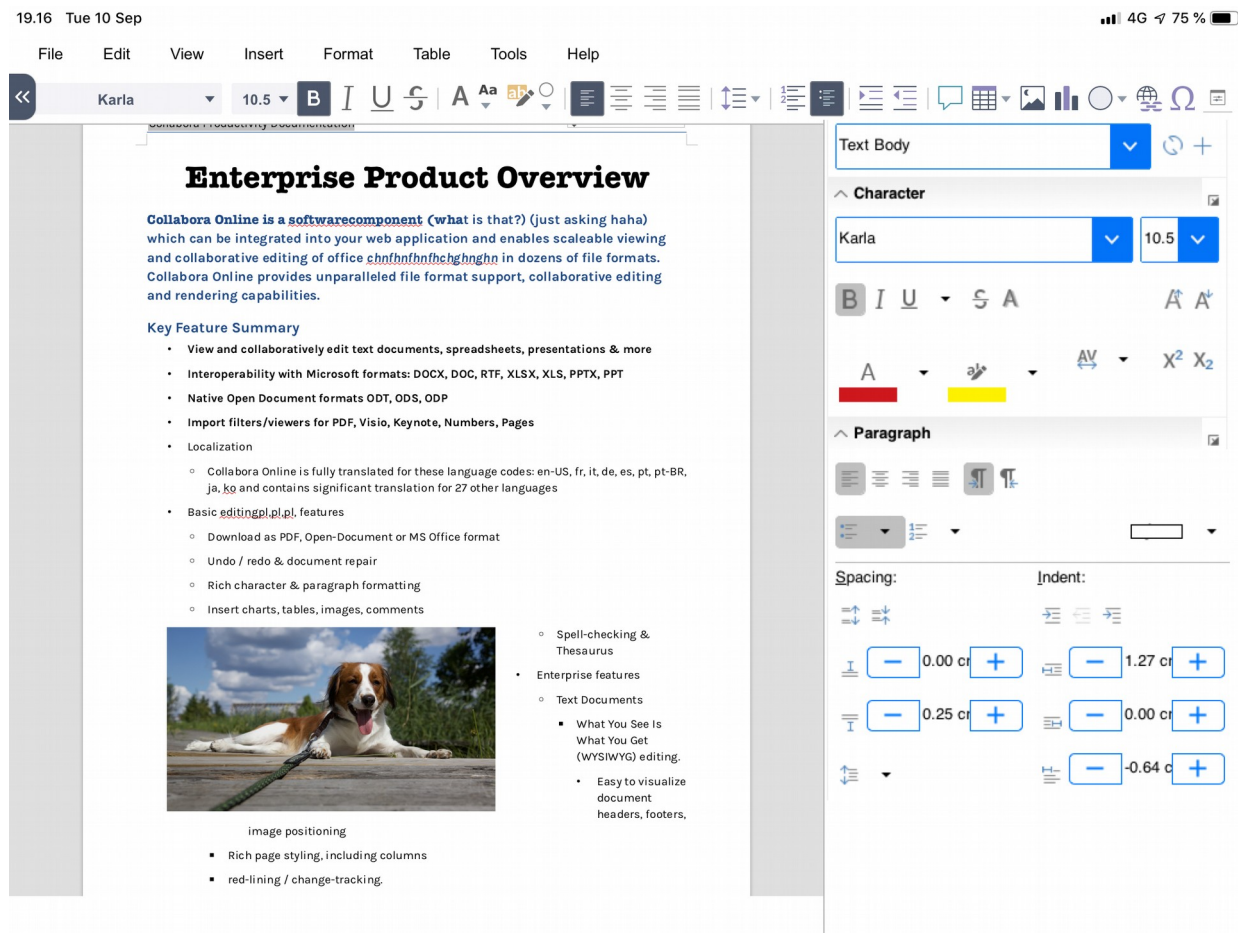 19.16 Tue 10 Sep
4G 75 %
File Edit View Insert Format Table Tools Help
Karla 10.5
Collabora Productivity Documentation
Enterprise Product Overview
Collabora Online is a softwarecomponent (what is that?) (just asking haha)
which can be integrated into your web application and enables scaleable viewing
and collaborative editing of office chnfhnfhnfhchghnghn in dozens of file formats.
Collabora Online provides unparalleled file format support, collaborative editing
and rendering capabilities.
Key Feature Summary
• View and collaboratively edit text documents, spreadsheets, presentations & more
• Interoperability with Microsoft formats: DOCX, DOC, RTF, XLSX, XLS, PPTX, PPT
• Native Open Document formats ODT, ODS, ODP
• Import filters/viewers for PDF, Visio, Keynote, Numbers, Pages
• Localization
◦ Collabora Online is fully translated for these language codes: en-US, fr, it, de, es, pt, pt-BR,
ja, ko and contains significant translation for 27 other languages
• Basic editingpl,pl,pl, features
◦ Download as PDF, Open-Document or MS Office format
◦ Undo / redo & document repair
◦ Rich character & paragraph formatting
◦ Insert charts, tables, images, comments
◦ Spell-checking &
Thesaurus
• Enterprise features
◦ Text Documents
▪ What You See Is
What You Get
(WYSIWYG) editing.
• Easy to visualize
document
headers, footers,
image positioning
▪ Rich page styling, including columns
▪ red-lining / change-tracking.
Text Body
Character
Karla 10.5
Paragraph
Spacing: Indent:
0.00 cr 1.27 cr
0.25 cr 0.00 cr
-0.64 c